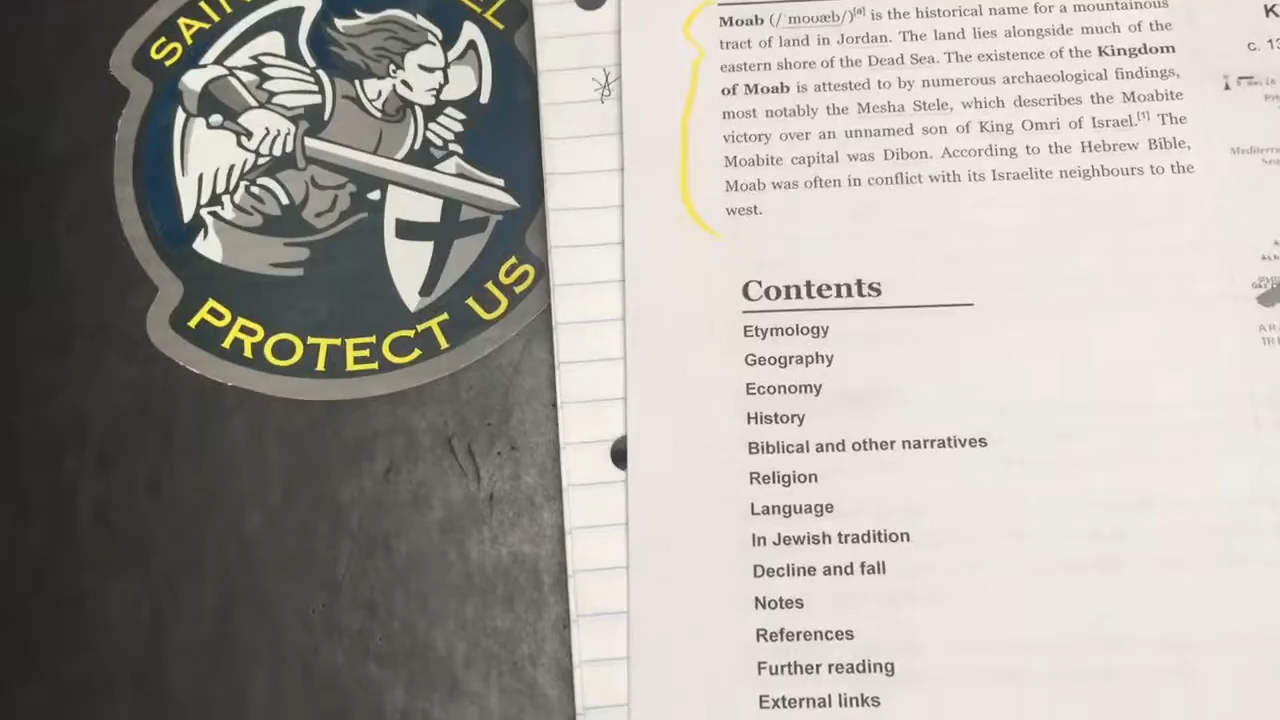 SAIN
EL
PROTECT US
Moab (/ˈmoʊæb/)[a] is the historical name for a mountainous
tract of land in Jordan. The land lies alongside much of the
eastern shore of the Dead Sea. The existence of the Kingdom
of Moab is attested to by numerous archaeological findings,
most notably the Mesha Stele, which describes the Moabite
victory over an unnamed son of King Omri of Israel.[1] The
Moabite capital was Dibon. According to the Hebrew Bible,
Moab was often in conflict with its Israelite neighbours to the
west.
Contents
Etymology
Geography
Economy
History
Biblical and other narratives
Religion
Language
In Jewish tradition
Decline and fall
Notes
References
Further reading
External links
K
c. 13